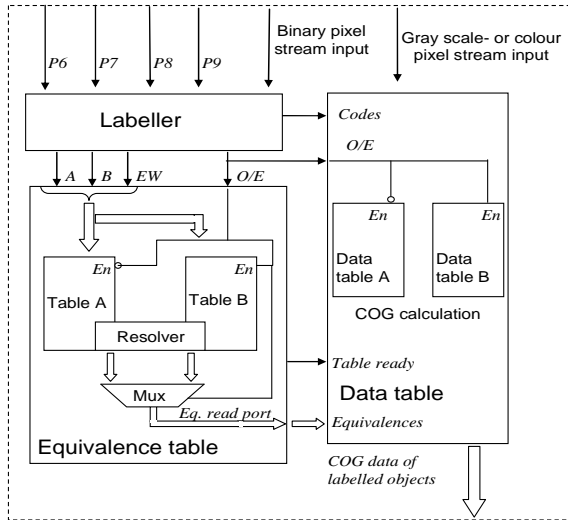 Binary pixel
stream input
Gray scale- or colour
pixel stream input
P6
P7
P8
P9
Labeller
Codes
O/E
A
B
EW
O/E
En
En
Data
table A
Data
table B
COG calculation
En
En
Table A
Table B
Resolver
Mux
Table ready
Data table
Eq. read port
Equivalences
Equivalence table
COG data of
labelled objects